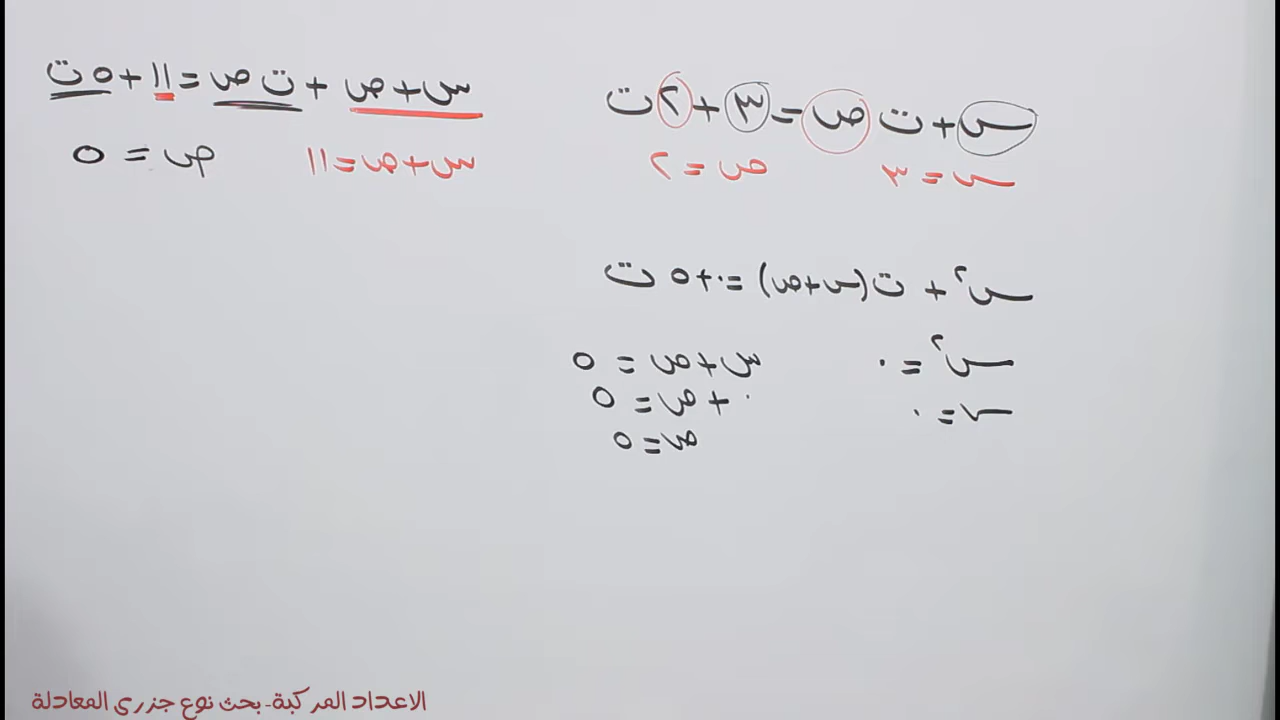 س + ت ص = ٣ + ٢ ت
س = ٣
ص = ٢
س٢ + ت (س + ص) = ٠ + ٥ ت
س٢ = ٠
س = ٠
س + ص = ٥
٠ + ص = ٥
ص = ٥
س + ص + ت ص = ١١ + ٥ ت
س + ص = ١١
ص = ٥
الاعداد المركبة - بحث نوع جزرى المعادلة